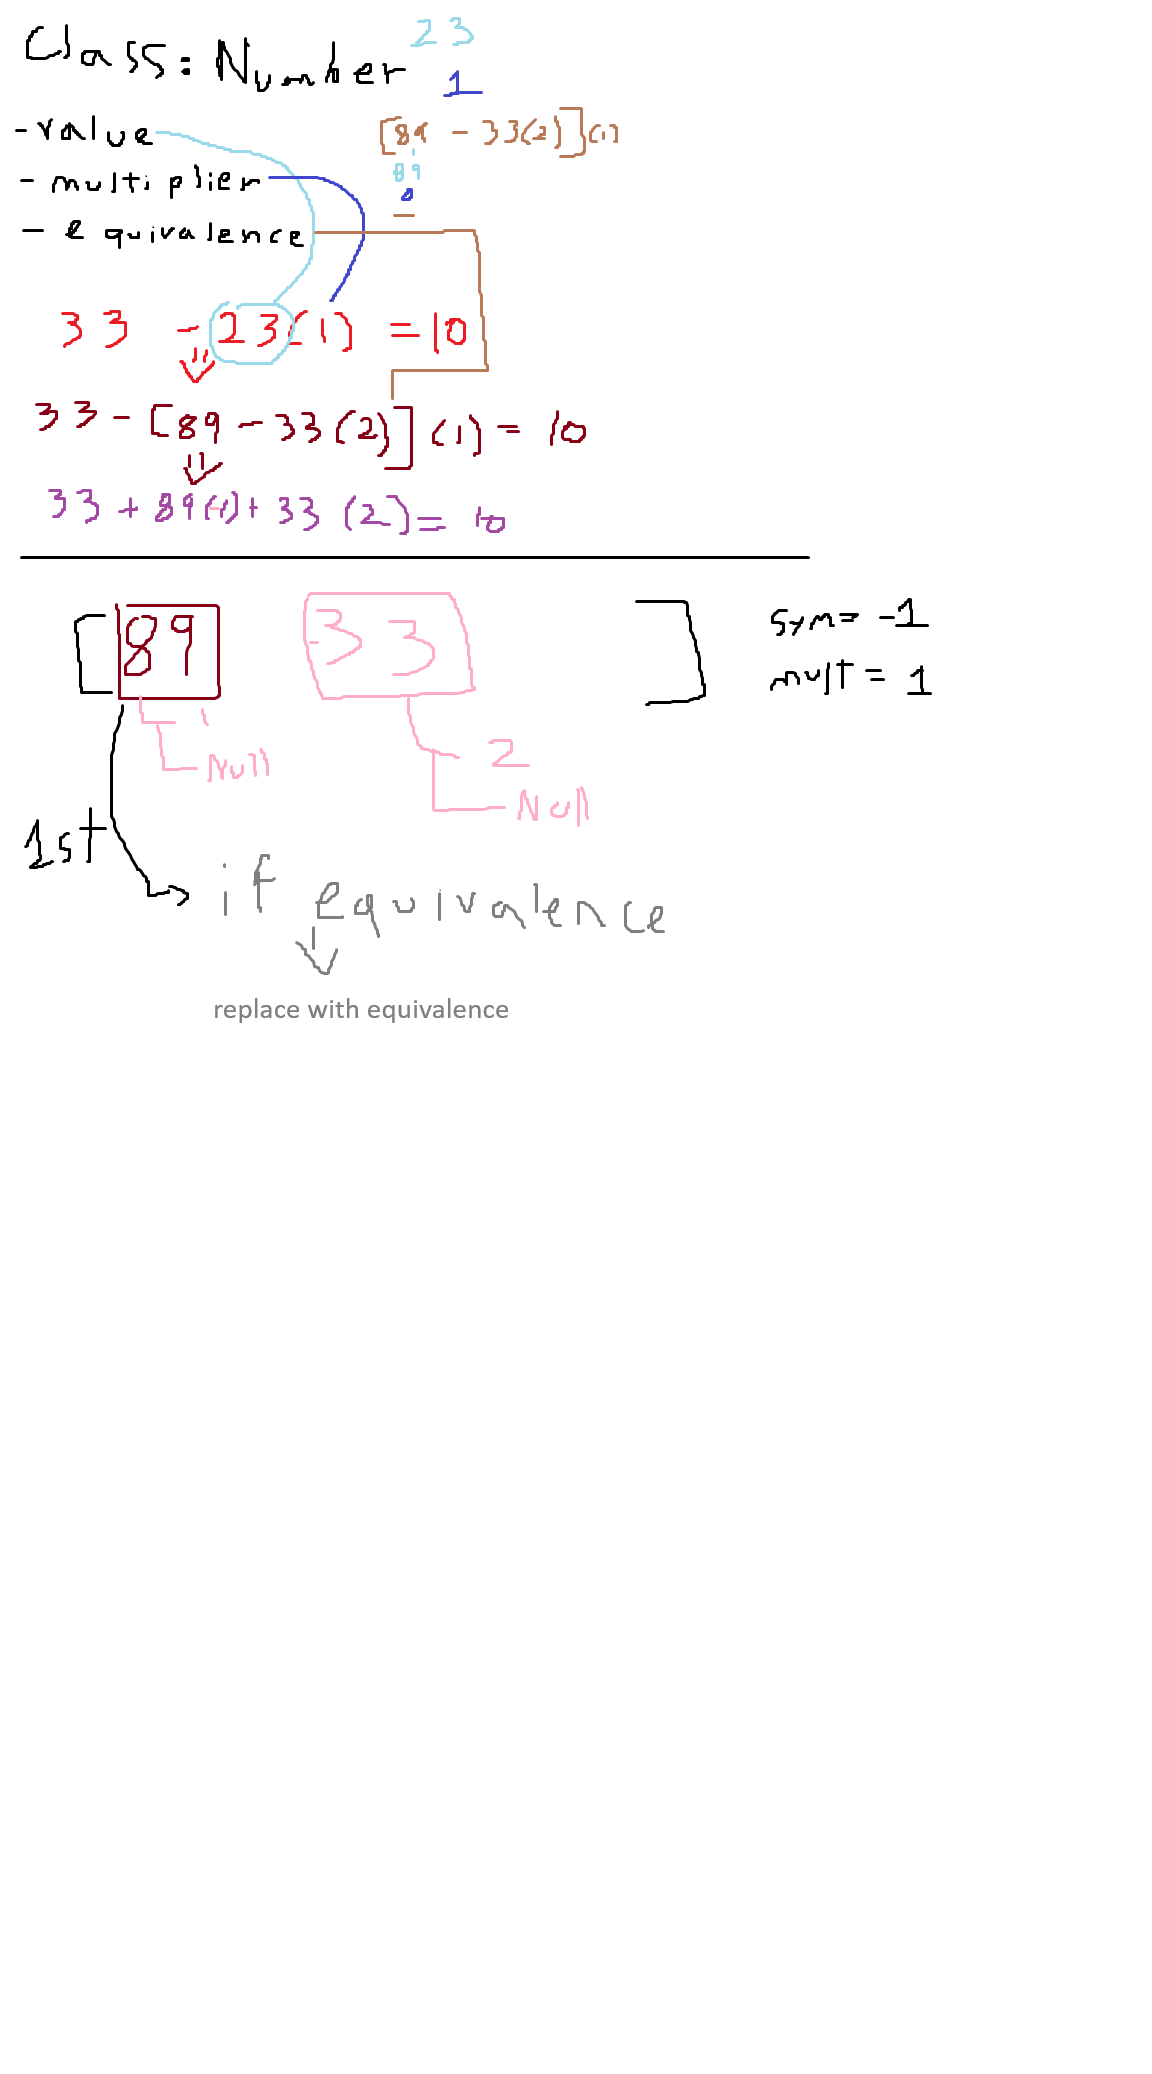 Class: Number 23
1
-value [89 - 33(2)](1)
89
- multiplier 0
- equivalence -
33 - 23(1) = 10
33 - [89 - 33(2)](1) = 10
33 + 89(-1) + 33(2) = 10
[89 -33 ] sym= -1
mult = 1
1
Null 2
Null
1st
if equivalence
replace with equivalence